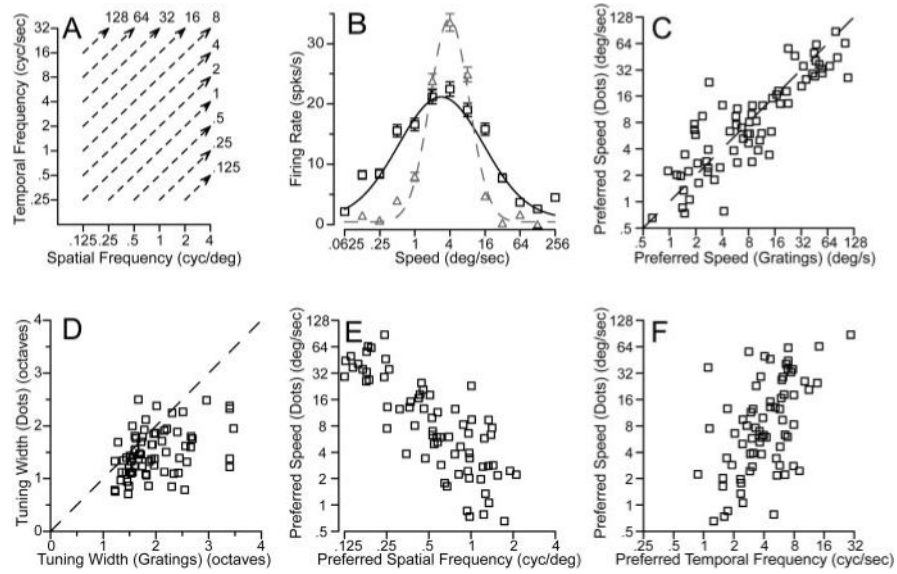 A
128 64 32 16 8
4
2
1
.5
.25
.125
Temporal Frequency (cyc/sec)
32
16
8
4
2
1
.5
.25
.125 .25 .5 1 2 4
Spatial Frequency (cyc/deg)
B
Firing Rate (spks/s)
30
20
10
0
.0625 .25 1 4 16 64 256
Speed (deg/sec)
C
Preferred Speed (Dots) (deg/sec)
128
64
32
16
8
4
2
1
.5
.5 1 2 4 8 16 32 64 128
Preferred Speed (Gratings) (deg/s)
D
Tuning Width (Dots) (octaves)
4
3
2
1
0
0 1 2 3 4
Tuning Width (Gratings) (octaves)
E
Preferred Speed (Dots) (deg/sec)
128
64
32
16
8
4
2
1
.5
.125 .25 .5 1 2 4
Preferred Spatial Frequency (cyc/deg)
F
Preferred Speed (Dots) (deg/sec)
128
64
32
16
8
4
2
1
.5
.25 .5 1 2 4 8 16 32
Preferred Temporal Frequency (cyc/sec)